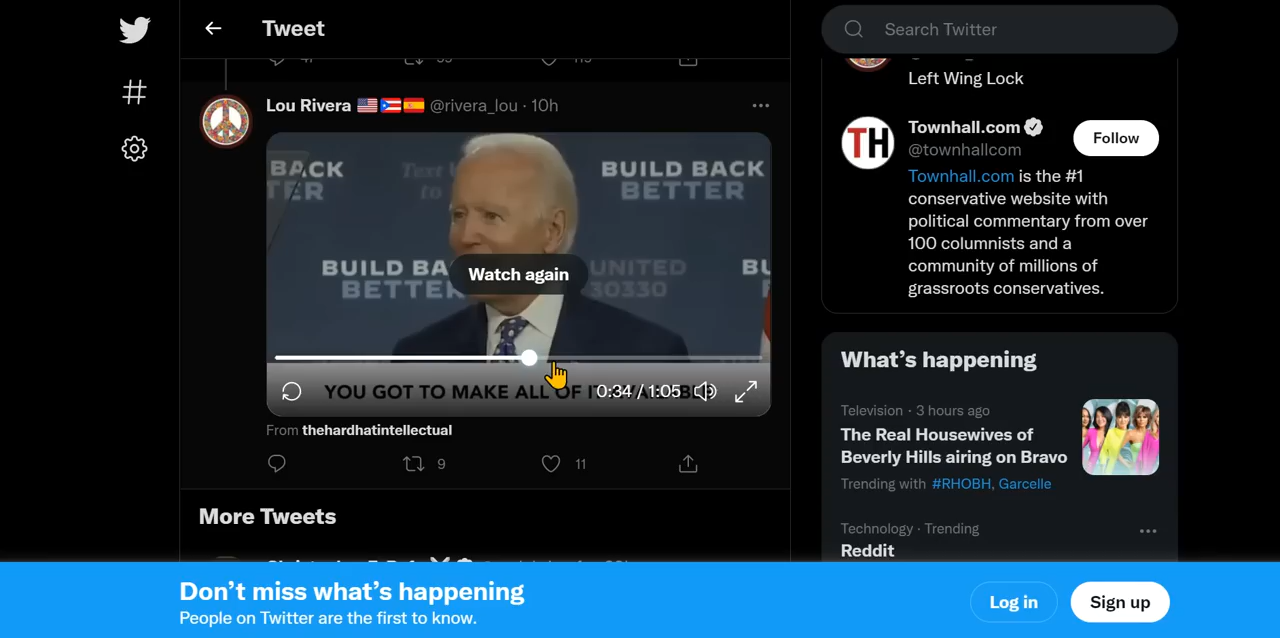 Tweet
Search Twitter
Left Wing Lock
Lou Rivera @rivera_lou · 10h
Townhall.com
@townhallcom
Follow
Townhall.com is the #1
conservative website with
political commentary from over
100 columnists and a
community of millions of
grassroots conservatives.
BACK
BUILD BACK
BETTER
BUILD
BETTER
UNITED
30330
Watch again
YOU GOT TO MAKE ALL OF
0:34 / 1:05
From thehardhatintellectual
9
11
More Tweets
What's happening
Television · 3 hours ago
The Real Housewives of
Beverly Hills airing on Bravo
Trending with #RHOBH, Garcelle
Technology · Trending
Reddit
Don't miss what's happening
People on Twitter are the first to know.
Log in
Sign up
TH